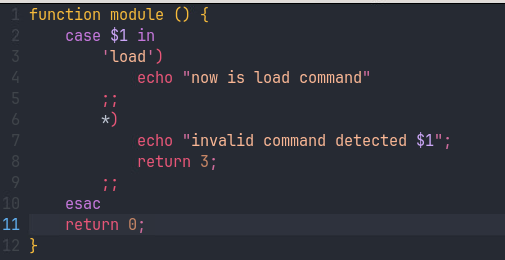 1 function module () {
2     case $1 in
3         'load')
4             echo "now is load command"
5         ;;
6         *)
7             echo "invalid command detected $1";
8             return 3;
9         ;;
10     esac
11     return 0;
12 }